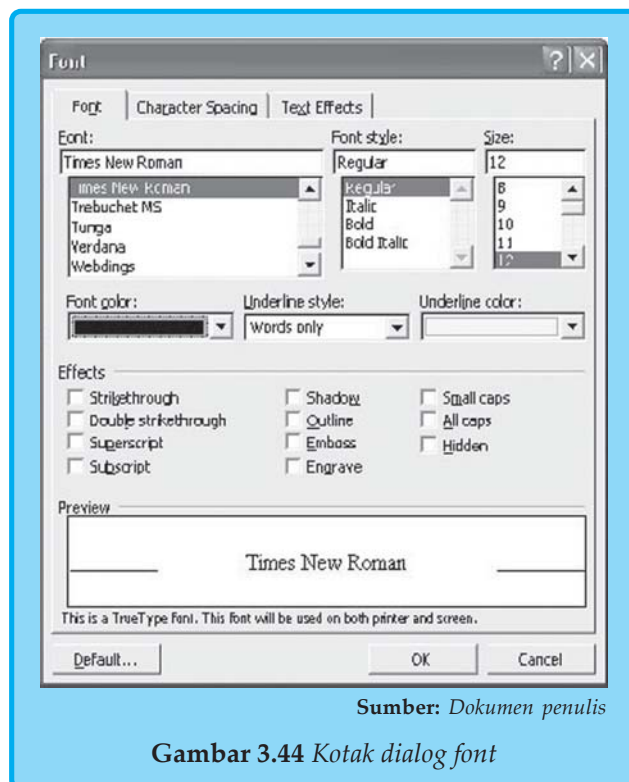 Font
Font Character Spacing Text Effects
Font: Font style: Size:
Times New Roman Regular 12
Times New Roman Regular 8
Trebuchet MS Italic 9
Tunga Bold 10
Verdana Bold Italic 11
Webdings 12
Font color: Underline style: Underline color:
Words only
Effects
Strikethrough Shadow Small caps
Double strikethrough Outline All caps
Superscript Emboss Hidden
Subscript Engrave
Preview
Times New Roman
This is a TrueType font. This font will be used on both printer and screen.
Default... OK Cancel
Sumber: Dokumen penulis
Gambar 3.44 Kotak dialog font